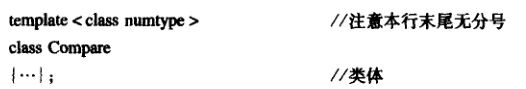 template < class numtype > //注意本行末尾无分号
class Compare
{…}; //类体